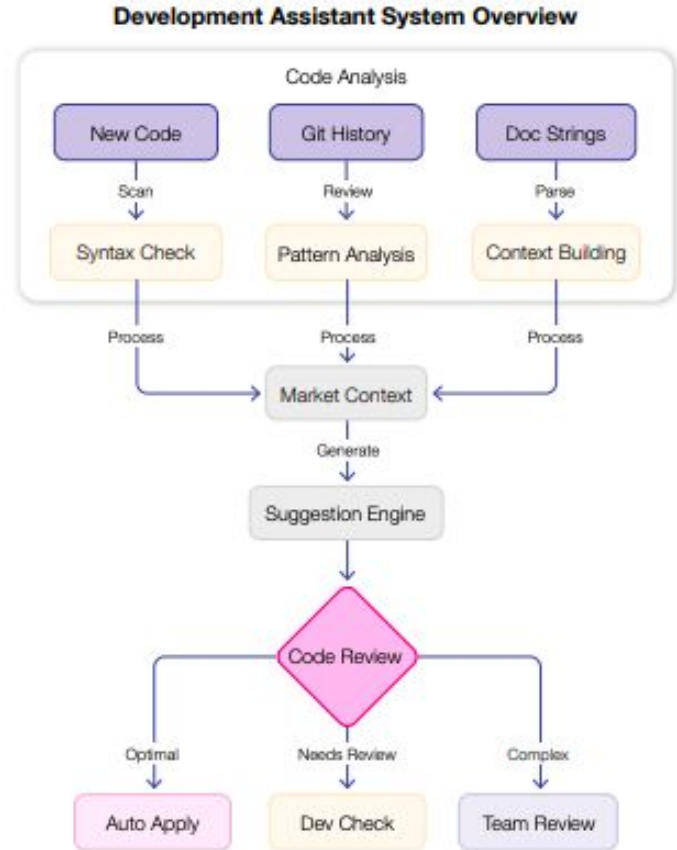 Development Assistant System Overview
Code Analysis
New Code
Git History
Doc Strings
Scan
Review
Parse
Syntax Check
Pattern Analysis
Context Building
Process
Process
Process
Market Context
Generate
Suggestion Engine
Code Review
Optimal
Needs Review
Complex
Auto Apply
Dev Check
Team Review